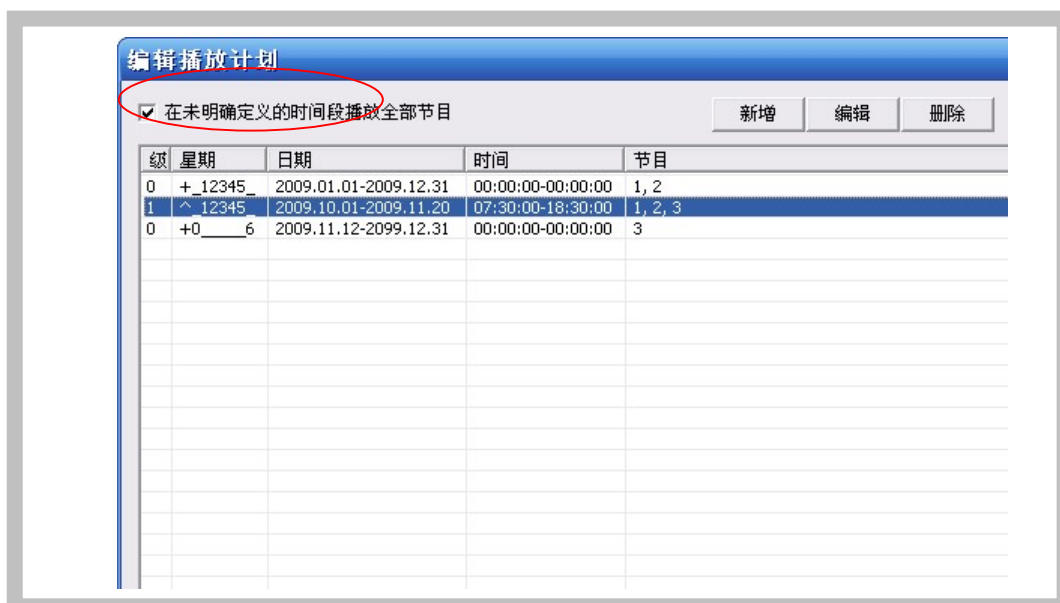 编辑播放计划
在未明确定义的时间段播放全部节目 新增 编辑 册除
级 星期 日期 时间 节目
0 +_12345_ 2009.01.01-2009.12.31 00:00:00-00:00:00 1, 2
1 ^_12345_ 2009.10.01-2009.11.20 07:30:00-18:30:00 1, 2, 3
0 +0_____6 2009.11.12-2099.12.31 00:00:00-00:00:00 3